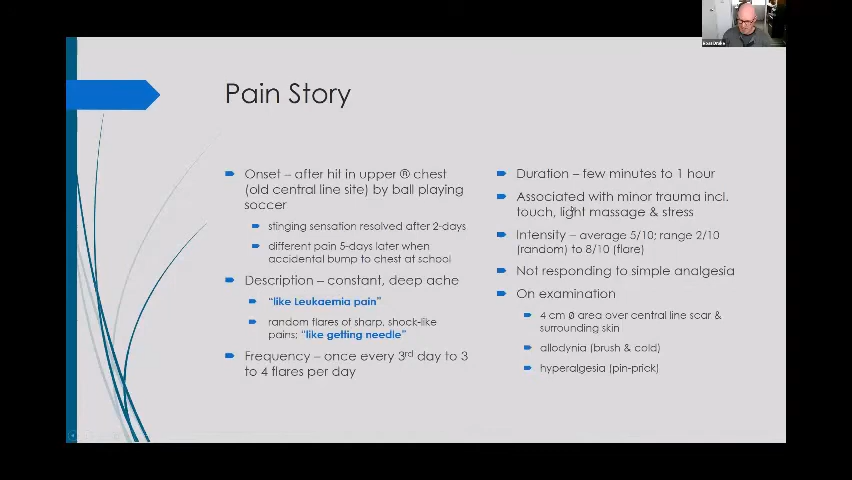 Ross Drake
Pain Story
Onset – after hit in upper ® chest
(old central line site) by ball playing
soccer
stinging sensation resolved after 2-days
different pain 5-days later when
accidental bump to chest at school
Description – constant, deep ache
“like Leukaemia pain”
random flares of sharp, shock-like
pains; “like getting needle”
Frequency – once every 3rd day to 3
to 4 flares per day
Duration – few minutes to 1 hour
Associated with minor trauma incl.
touch, light massage & stress
Intensity – average 5/10; range 2/10
(random) to 8/10 (flare)
Not responding to simple analgesia
On examination
4 cm ø area over central line scar &
surrounding skin
allodynia (brush & cold)
hyperalgesia (pin-prick)